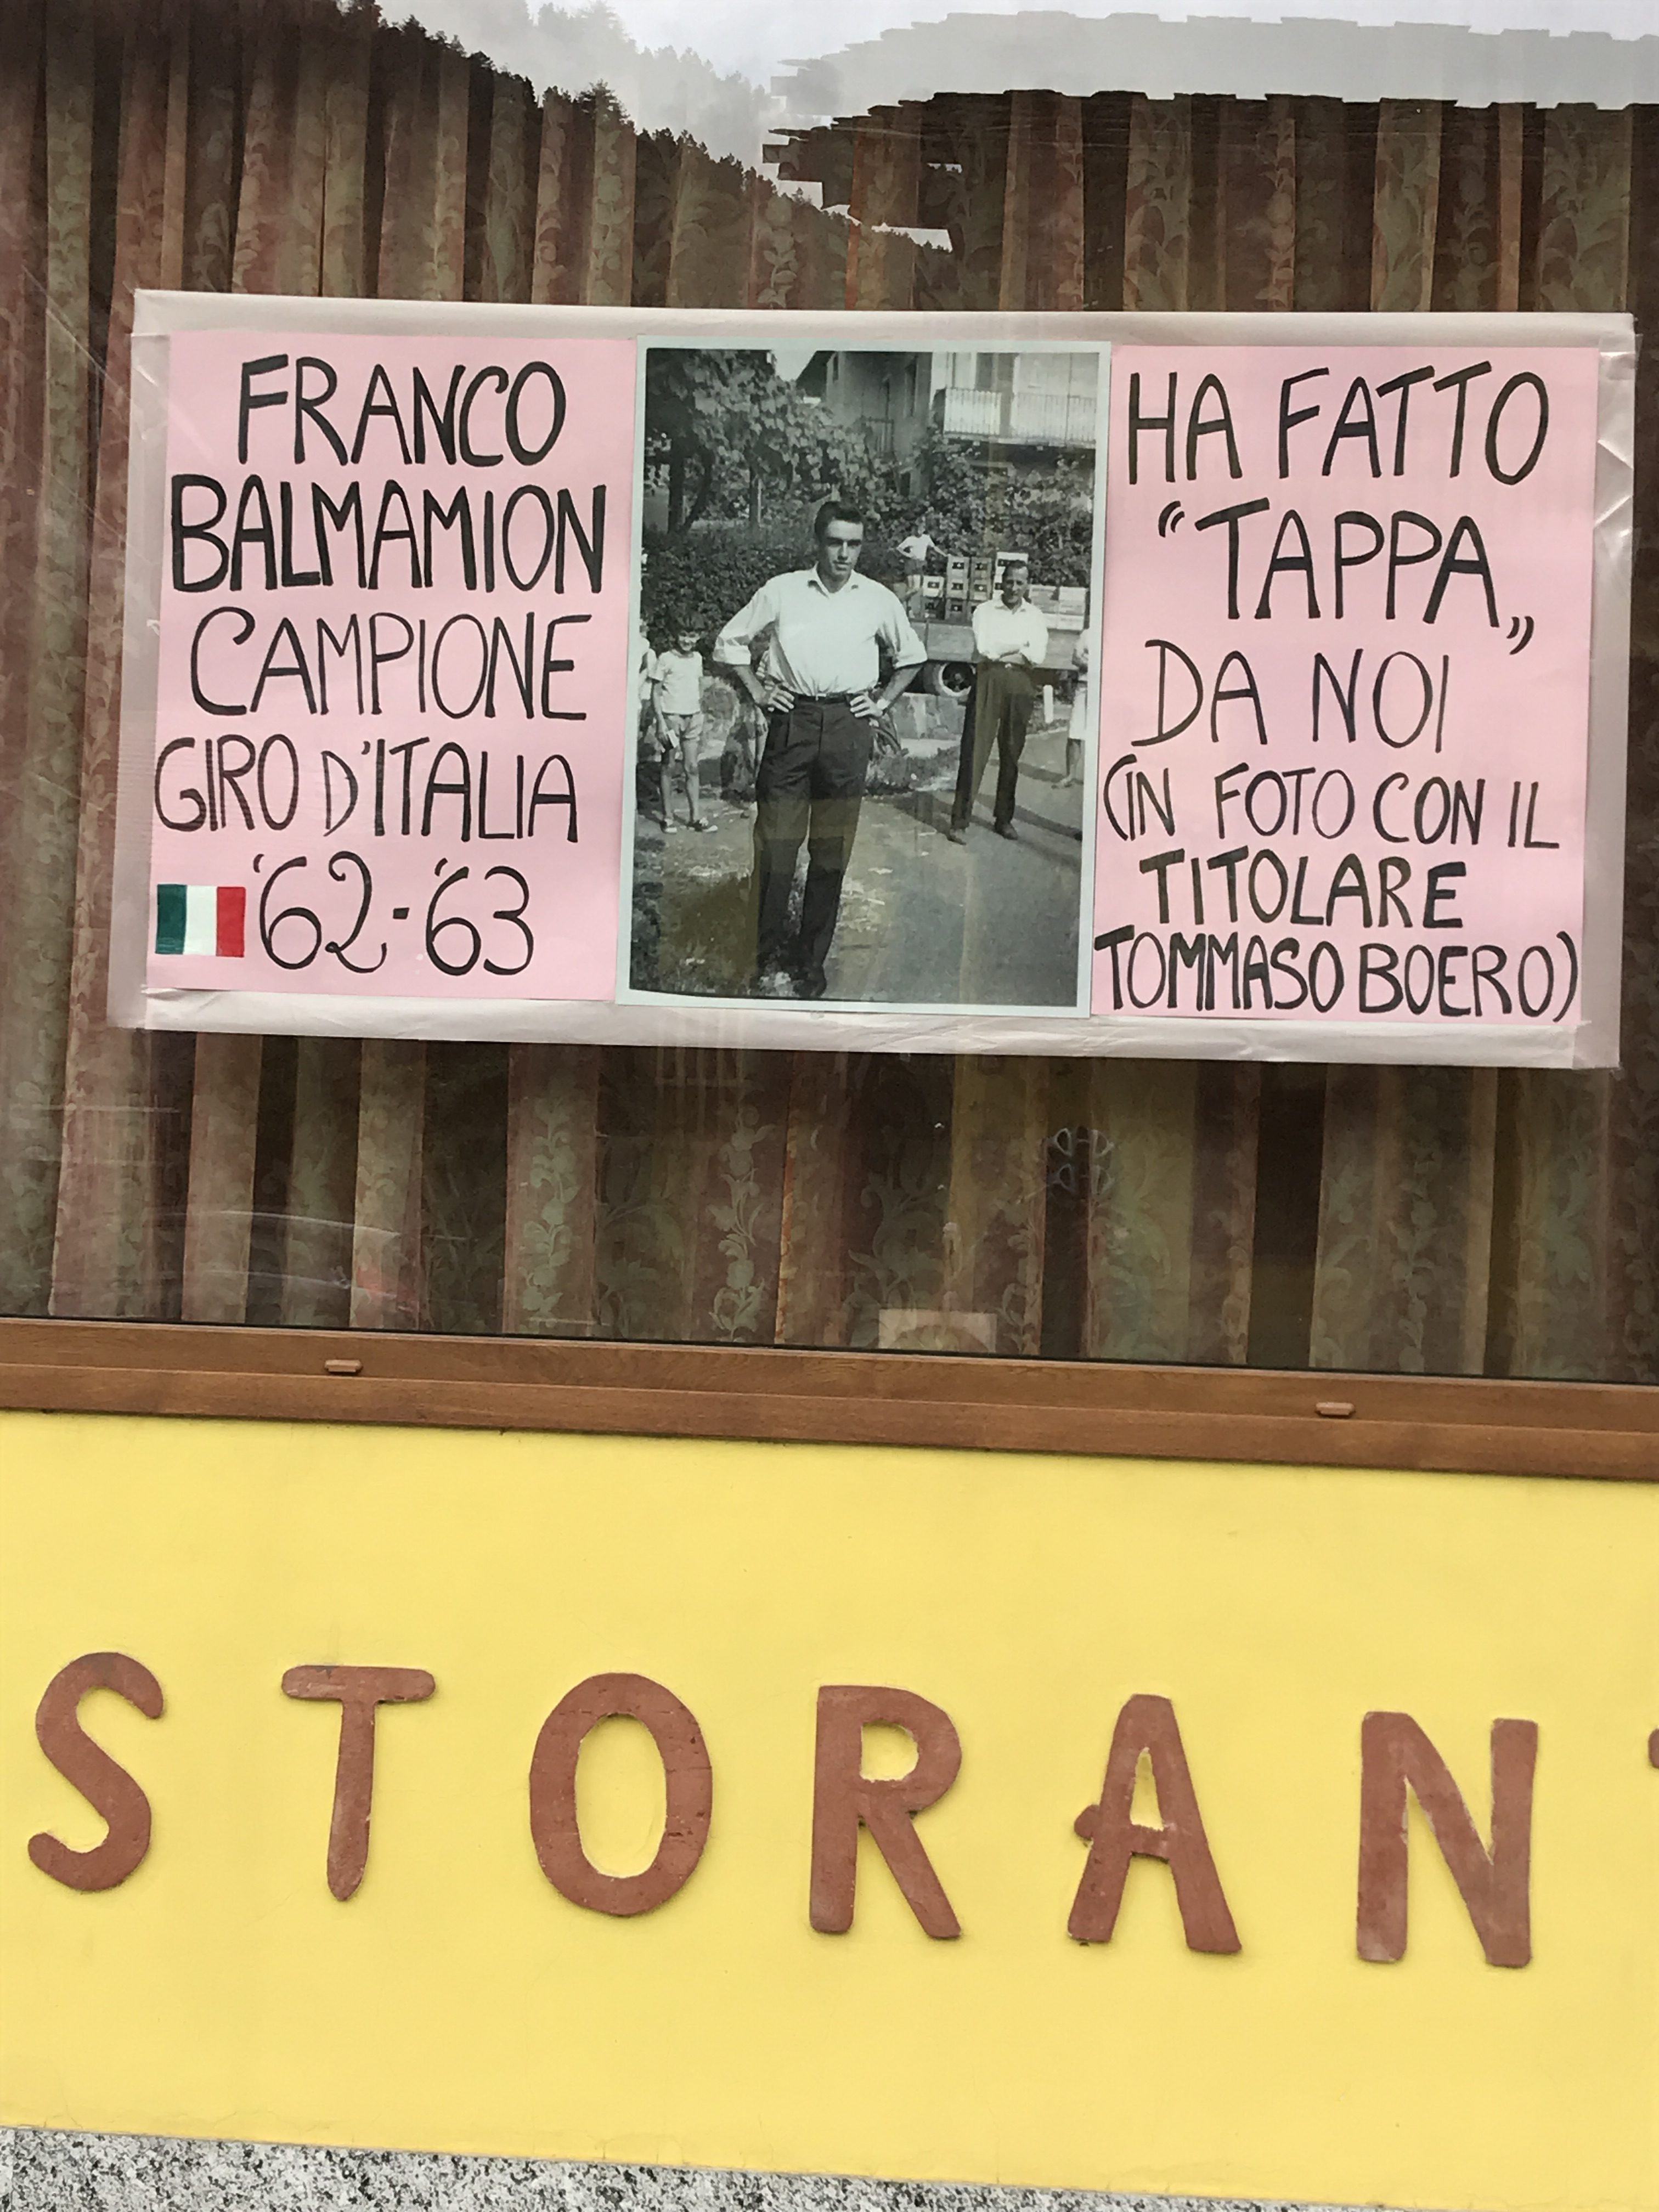 FRANCO
BALMAMION
CAMPIONE
GIRO D'ITALIA
'62-'63
HA FATTO
“TAPPA„
DA NOI
(IN FOTO CON IL
TITOLARE
TOMMASO BOERO)
STORAN